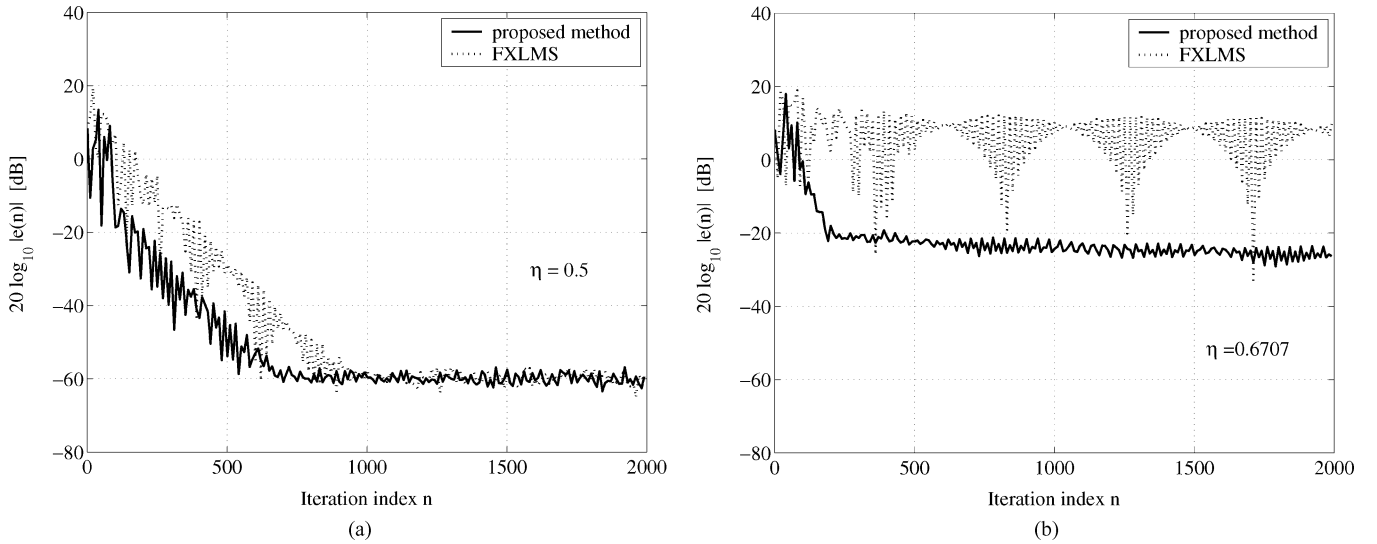 40
20
0
−20
−40
−60
−80
20 log10 |e(n)| [dB]
proposed method
FXLMS
η = 0.5
0
500
1000
1500
2000
Iteration index n
(a)
40
20
0
−20
−40
−60
−80
20 log10 |e(n)| [dB]
proposed method
FXLMS
η =0.6707
0
500
1000
1500
2000
Iteration index n
(b)